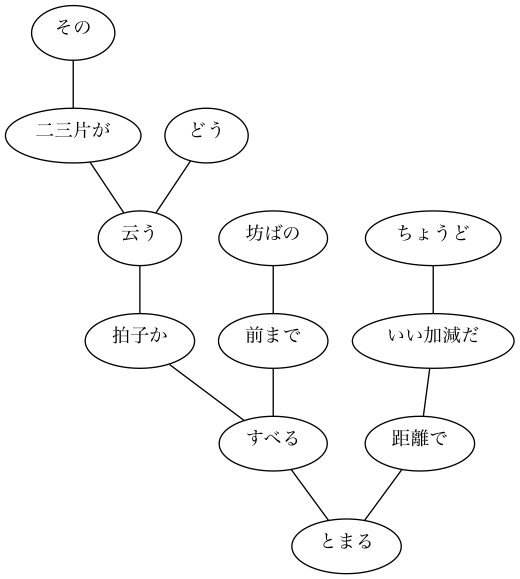 その
二三片が
どう
云う
坊ばの
ちょうど
拍子か
前まで
いい加減だ
すべる
距離で
とまる